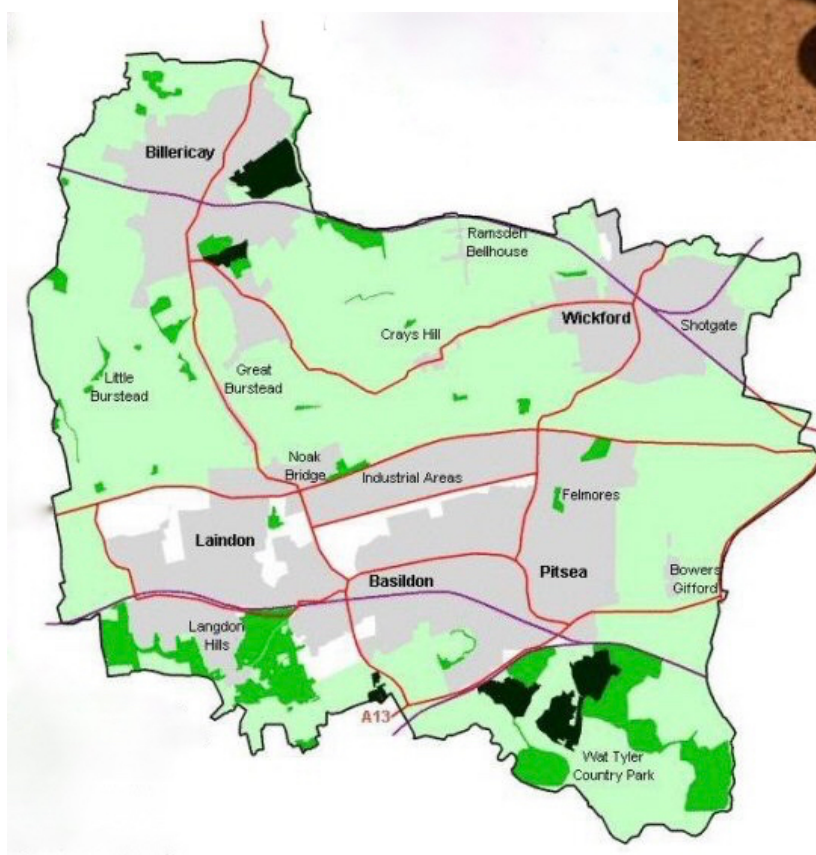 Billericay
Ramsden
Bellhouse
Wickford
Shotgate
Crays Hill
Little
Burstead
Great
Burstead
Noak
Bridge
Industrial Areas
Felmores
Laindon
Basildon
Pitsea
Bowers
Gifford
Langdon
Hills
A13
Wat Tyler
Country Park